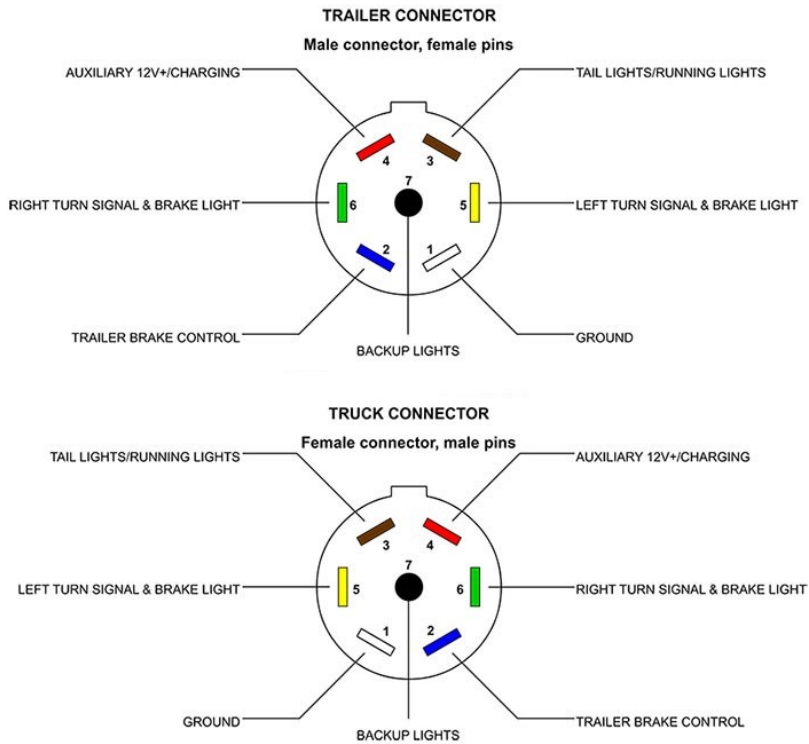 TRAILER CONNECTOR
Male connector, female pins
AUXILIARY 12V+/CHARGING
TAIL LIGHTS/RUNNING LIGHTS
4
3
7
RIGHT TURN SIGNAL & BRAKE LIGHT
6
5
LEFT TURN SIGNAL & BRAKE LIGHT
2
1
TRAILER BRAKE CONTROL
GROUND
BACKUP LIGHTS
TRUCK CONNECTOR
Female connector, male pins
TAIL LIGHTS/RUNNING LIGHTS
AUXILIARY 12V+/CHARGING
3
4
7
LEFT TURN SIGNAL & BRAKE LIGHT
5
6
RIGHT TURN SIGNAL & BRAKE LIGHT
1
2
GROUND
TRAILER BRAKE CONTROL
BACKUP LIGHTS